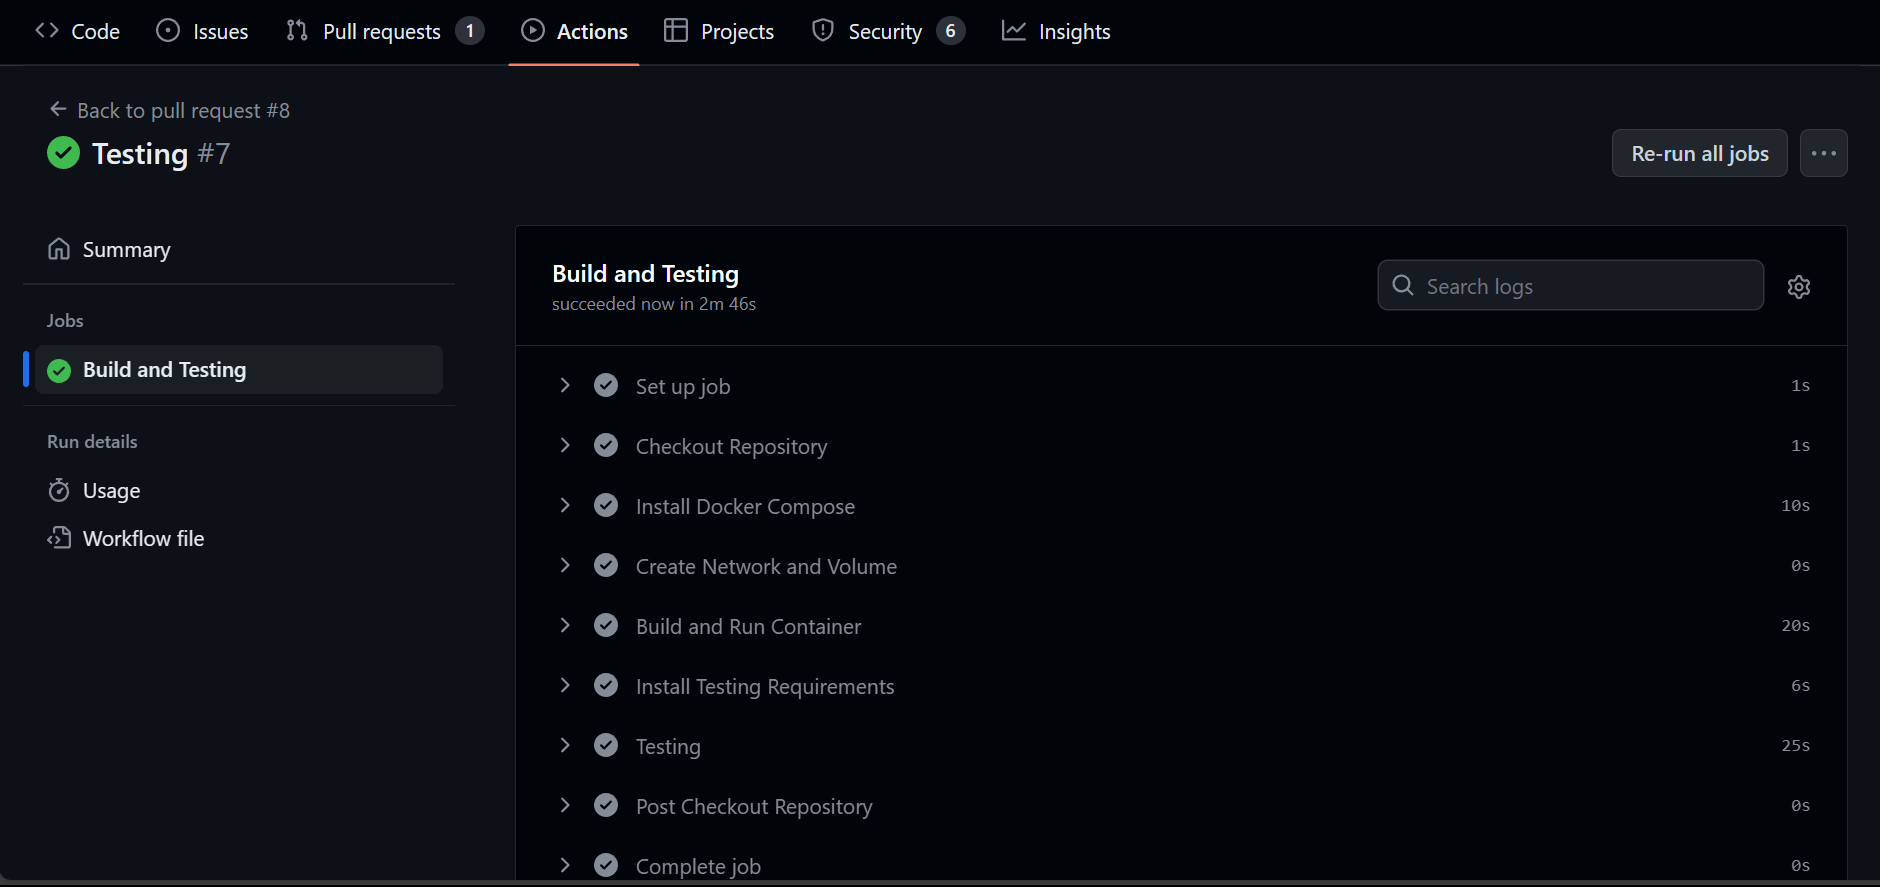 Code Issues Pull requests 1 Actions Projects Security 6 Insights
Back to pull request #8
Testing #7
Re-run all jobs
Summary
Jobs
Build and Testing
Run details
Usage
Workflow file
Build and Testing
succeeded now in 2m 46s
Search logs
Set up job 1s
Checkout Repository 1s
Install Docker Compose 10s
Create Network and Volume 0s
Build and Run Container 20s
Install Testing Requirements 6s
Testing 25s
Post Checkout Repository 0s
Complete job 0s